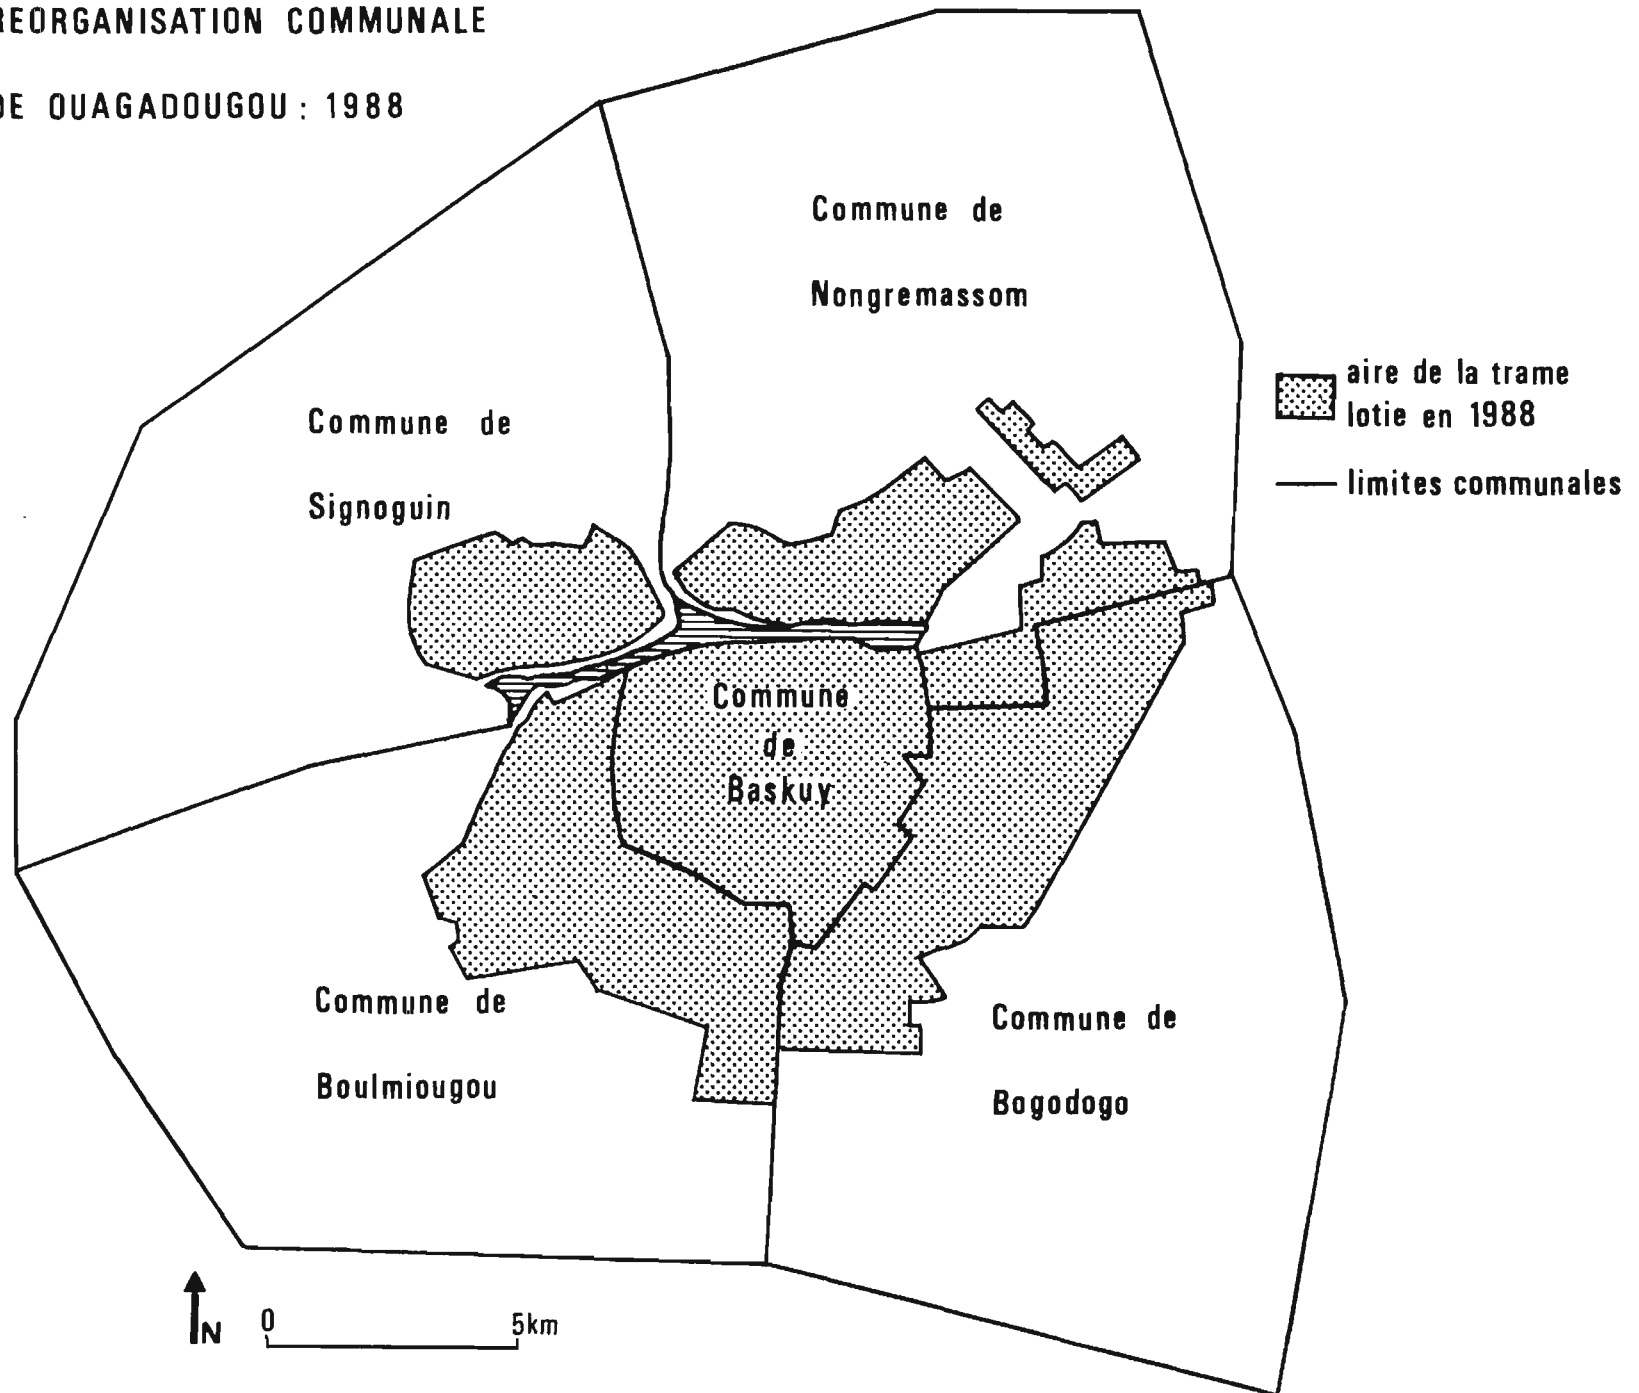 REORGANISATION COMMUNALE
DE OUAGADOUGOU : 1988
Commune de
Nongremassom
aire de la trame
lotie en 1988
limites communales
Commune de
Signoguin
Commune
de
Baskuy
Commune de
Boulmiougou
Commune de
Bogodogo
N
0 5km